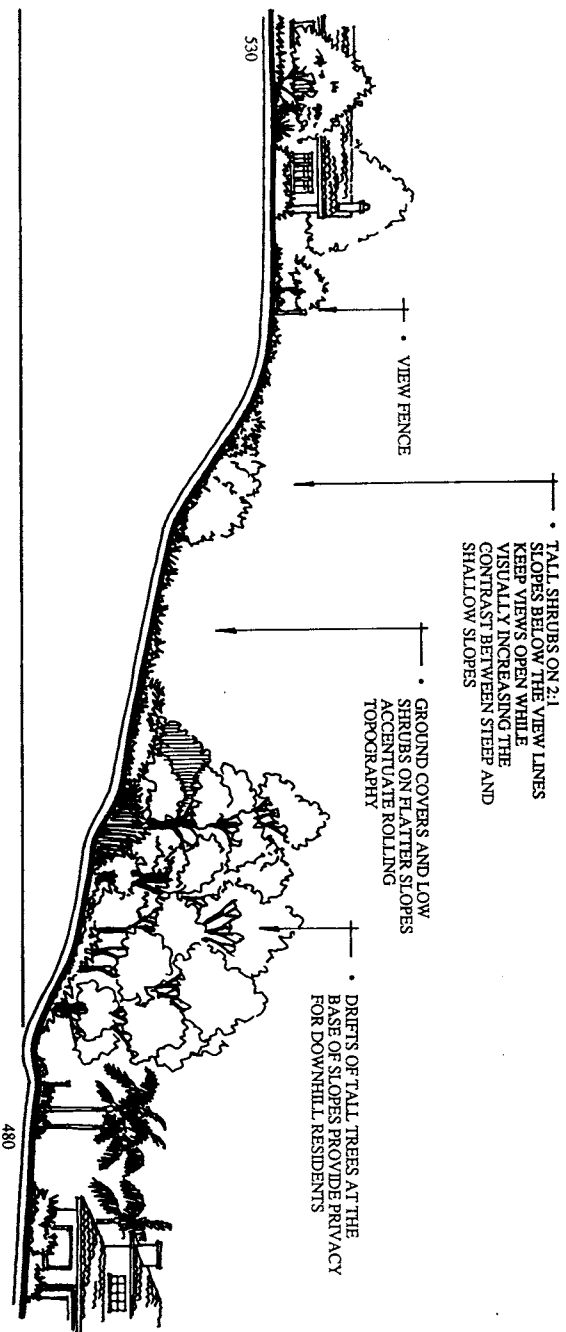 530
• VIEW FENCE
• TALL SHRUBS ON 2:1
SLOPES BELOW THE VIEW LINES
KEEP VIEWS OPEN WHILE
VISUALLY INCREASING THE
CONTRAST BETWEEN STEEP AND
SHALLOW SLOPES
• GROUND COVERS AND LOW
SHRUBS ON FLATTER SLOPES
ACCENTUATE ROLLING
TOPOGRAPHY
• DRIFTS OF TALL TREES AT THE
BASE OF SLOPES PROVIDE PRIVACY
FOR DOWNHILL RESIDENTS
480